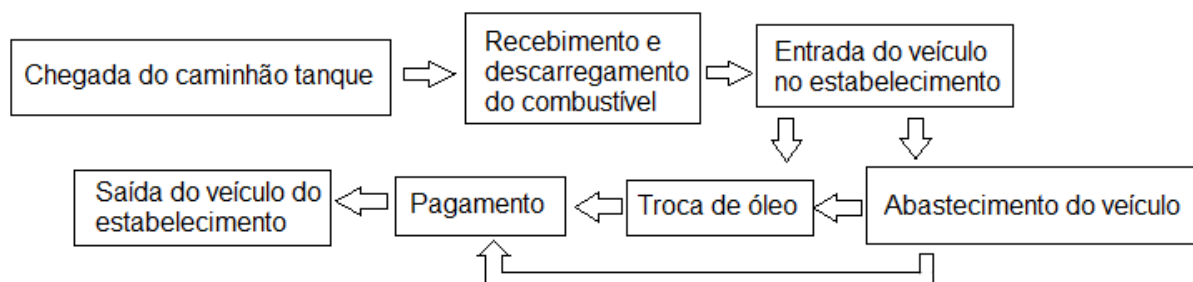 Chegada do caminhão tanque
Recebimento e
descarregamento
do combustível
Entrada do veículo
no estabelecimento
Saída do veículo do
estabelecimento
Pagamento
Troca de óleo
Abastecimento do veículo